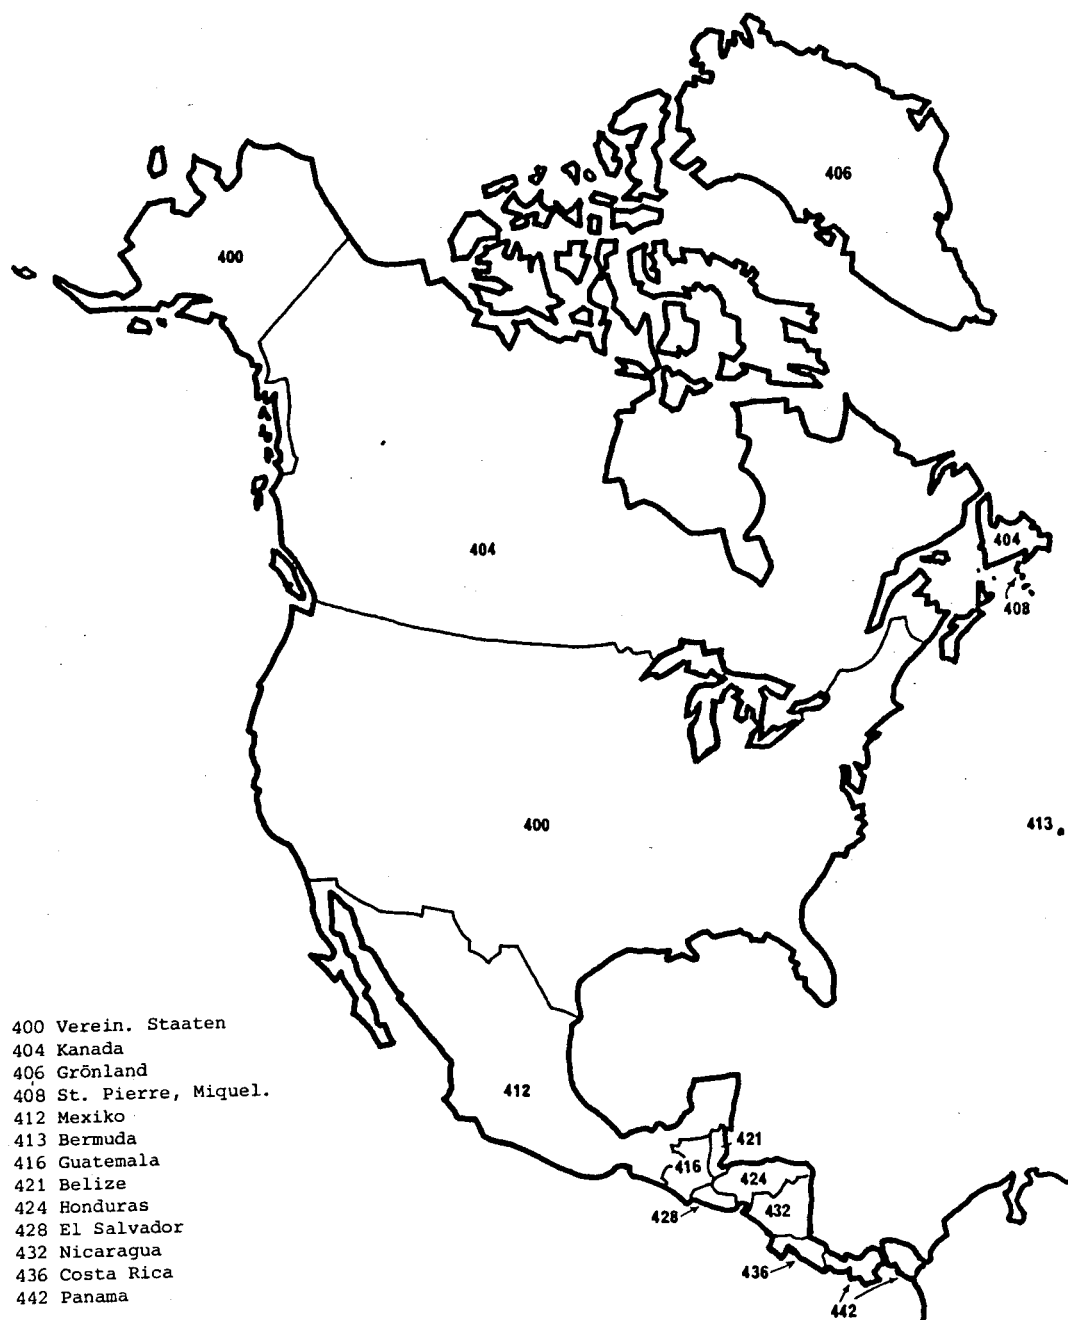 406
400
404
404
408
400
413
412
421
416
424
428
432
436
442
400 Verein. Staaten
404 Kanada
406 Grönland
408 St. Pierre, Miquel.
412 Mexiko
413 Bermuda
416 Guatemala
421 Belize
424 Honduras
428 El Salvador
432 Nicaragua
436 Costa Rica
442 Panama